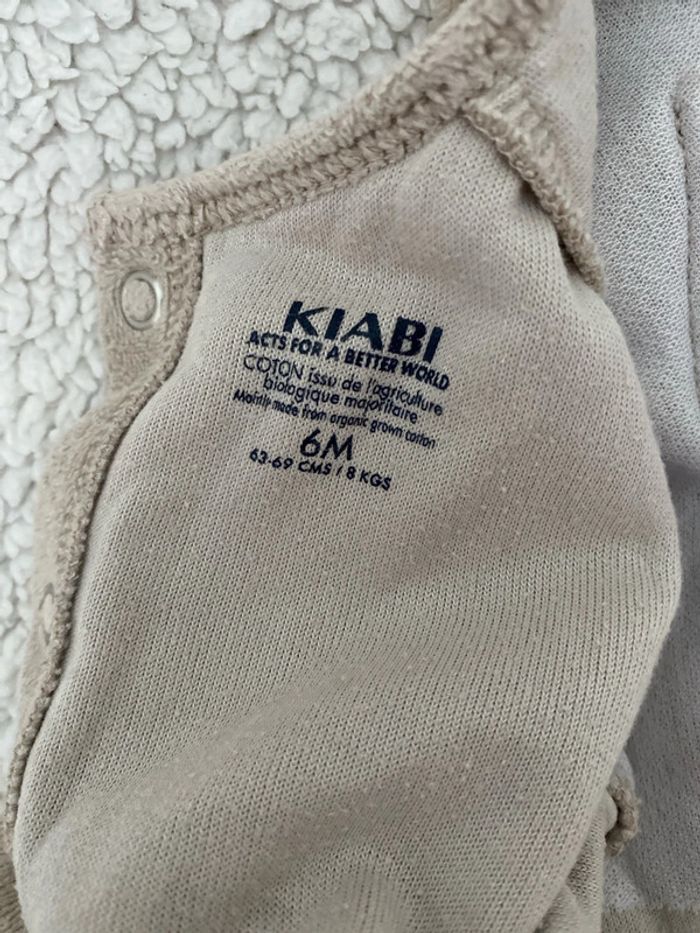 KIABI
ACTS FOR A BETTER WORLD
COTON issu de l'agriculture
biologique majoritaire
Mainly made from organic grown cotton
6M
63-69 CMS / 8 KGS